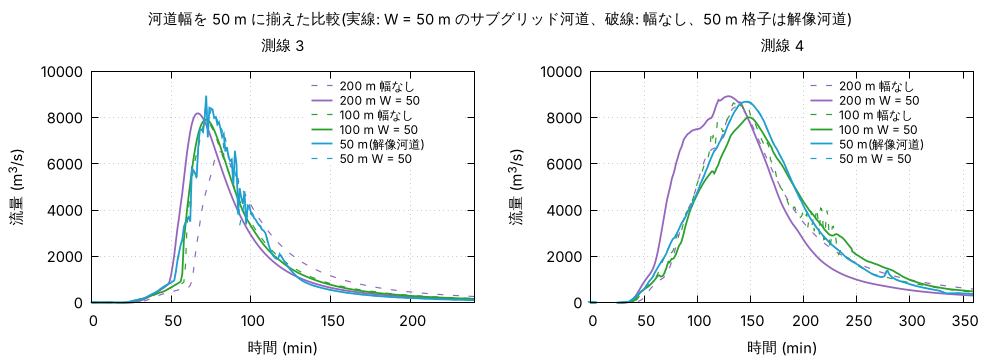 河道幅を 50 m に揃えた比較(実線: W = 50 m のサブグリッド河道、破線: 幅なし、50 m 格子は解像河道)
測線 3
流量 (m³/s)
10000
8000
6000
4000
2000
0
200 m 幅なし
200 m W = 50
100 m 幅なし
100 m W = 50
50 m(解像河道)
50 m W = 50
0 50 100 150 200
時間 (min)
測線 4
流量 (m³/s)
10000
8000
6000
4000
2000
0
200 m 幅なし
200 m W = 50
100 m 幅なし
100 m W = 50
50 m(解像河道)
50 m W = 50
0 50 100 150 200 250 300 350
時間 (min)